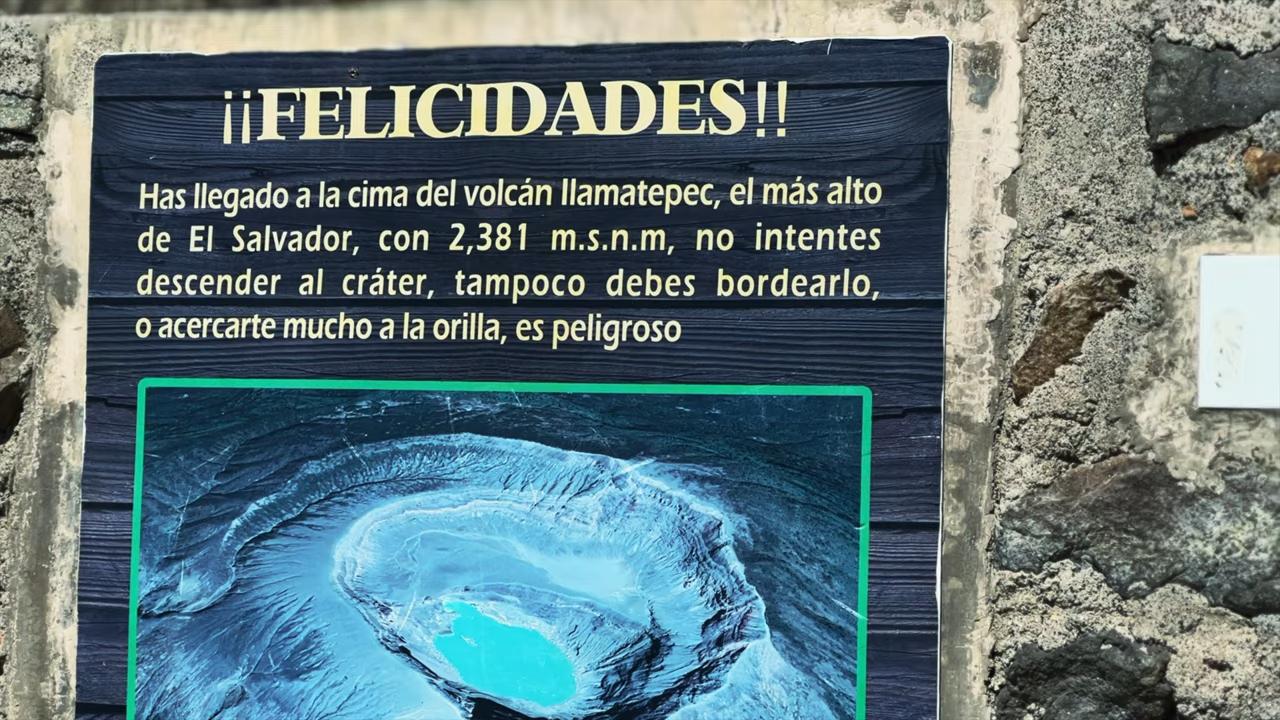 ¡¡FELICIDADES!!
Has llegado a la cima del volcán Ilamatepec, el más alto
de El Salvador, con 2,381 m.s.n.m, no intentes
descender al cráter, tampoco debes bordearlo,
o acercarte mucho a la orilla, es peligroso